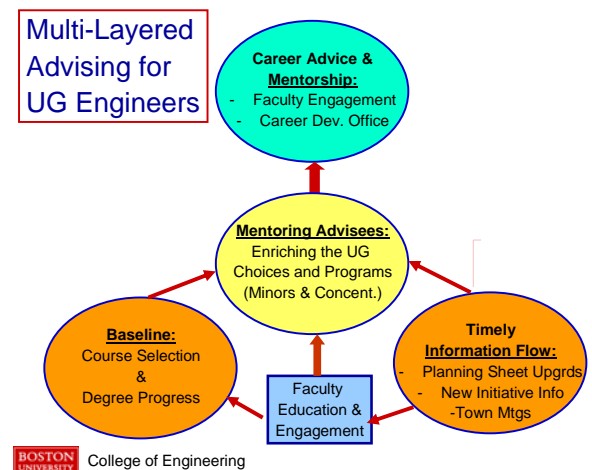 Multi-Layered
Advising for
UG Engineers
Career Advice &
Mentorship:
- Faculty Engagement
- Career Dev. Office
Mentoring Advisees:
Enriching the UG
Choices and Programs
(Minors & Concent.)
Baseline:
Course Selection
&
Degree Progress
Timely
Information Flow:
- Planning Sheet Upgrds
- New Initiative Info
-Town Mtgs
Faculty
Education &
Engagement
BOSTON
UNIVERSITY
College of Engineering